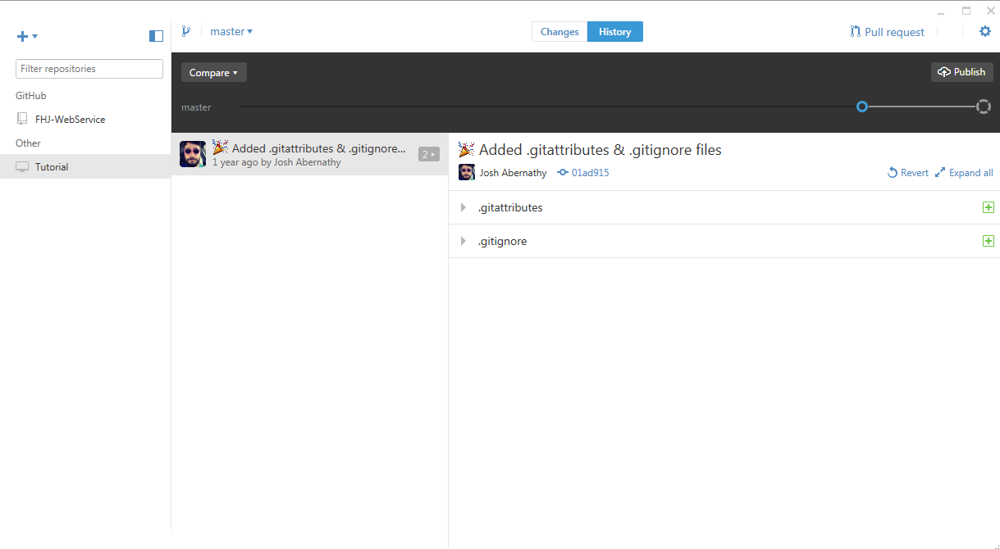 master
Changes
History
Pull request
Filter repositories
GitHub
FHJ-WebService
Other
Tutorial
Compare
Publish
master
Added .gitattributes & .gitignore...
1 year ago by Josh Abernathy
2
Added .gitattributes & .gitignore files
Josh Abernathy
01ad915
Revert
Expand all
.gitattributes
.gitignore